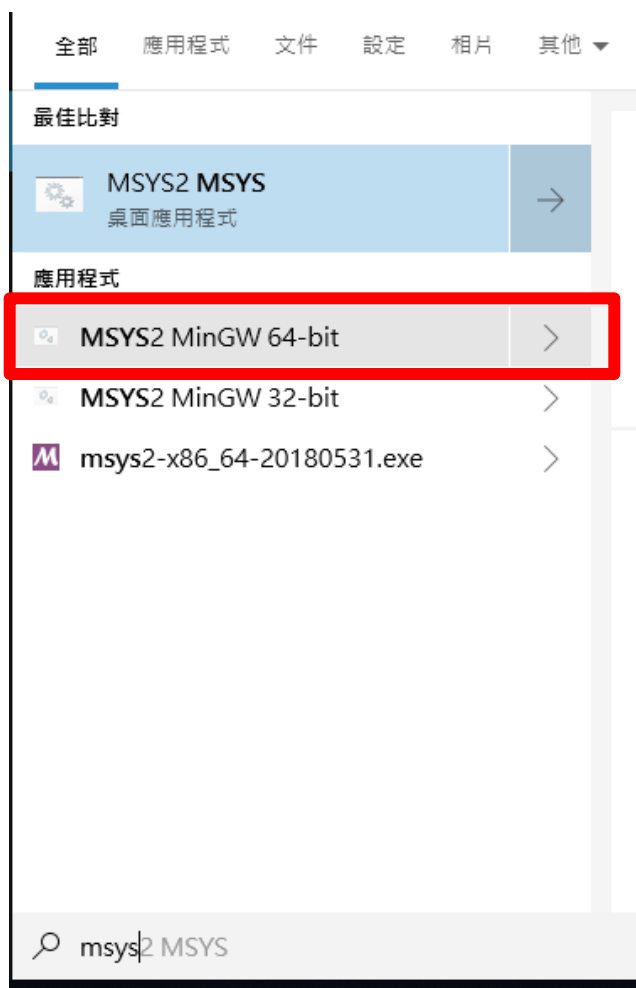 全部 應用程式 文件 設定 相片 其他
最佳比對
MSYS2 MSYS
桌面應用程式
應用程式
MSYS2 MinGW 64-bit
MSYS2 MinGW 32-bit
msys2-x86_64-20180531.exe
msys2 MSYS